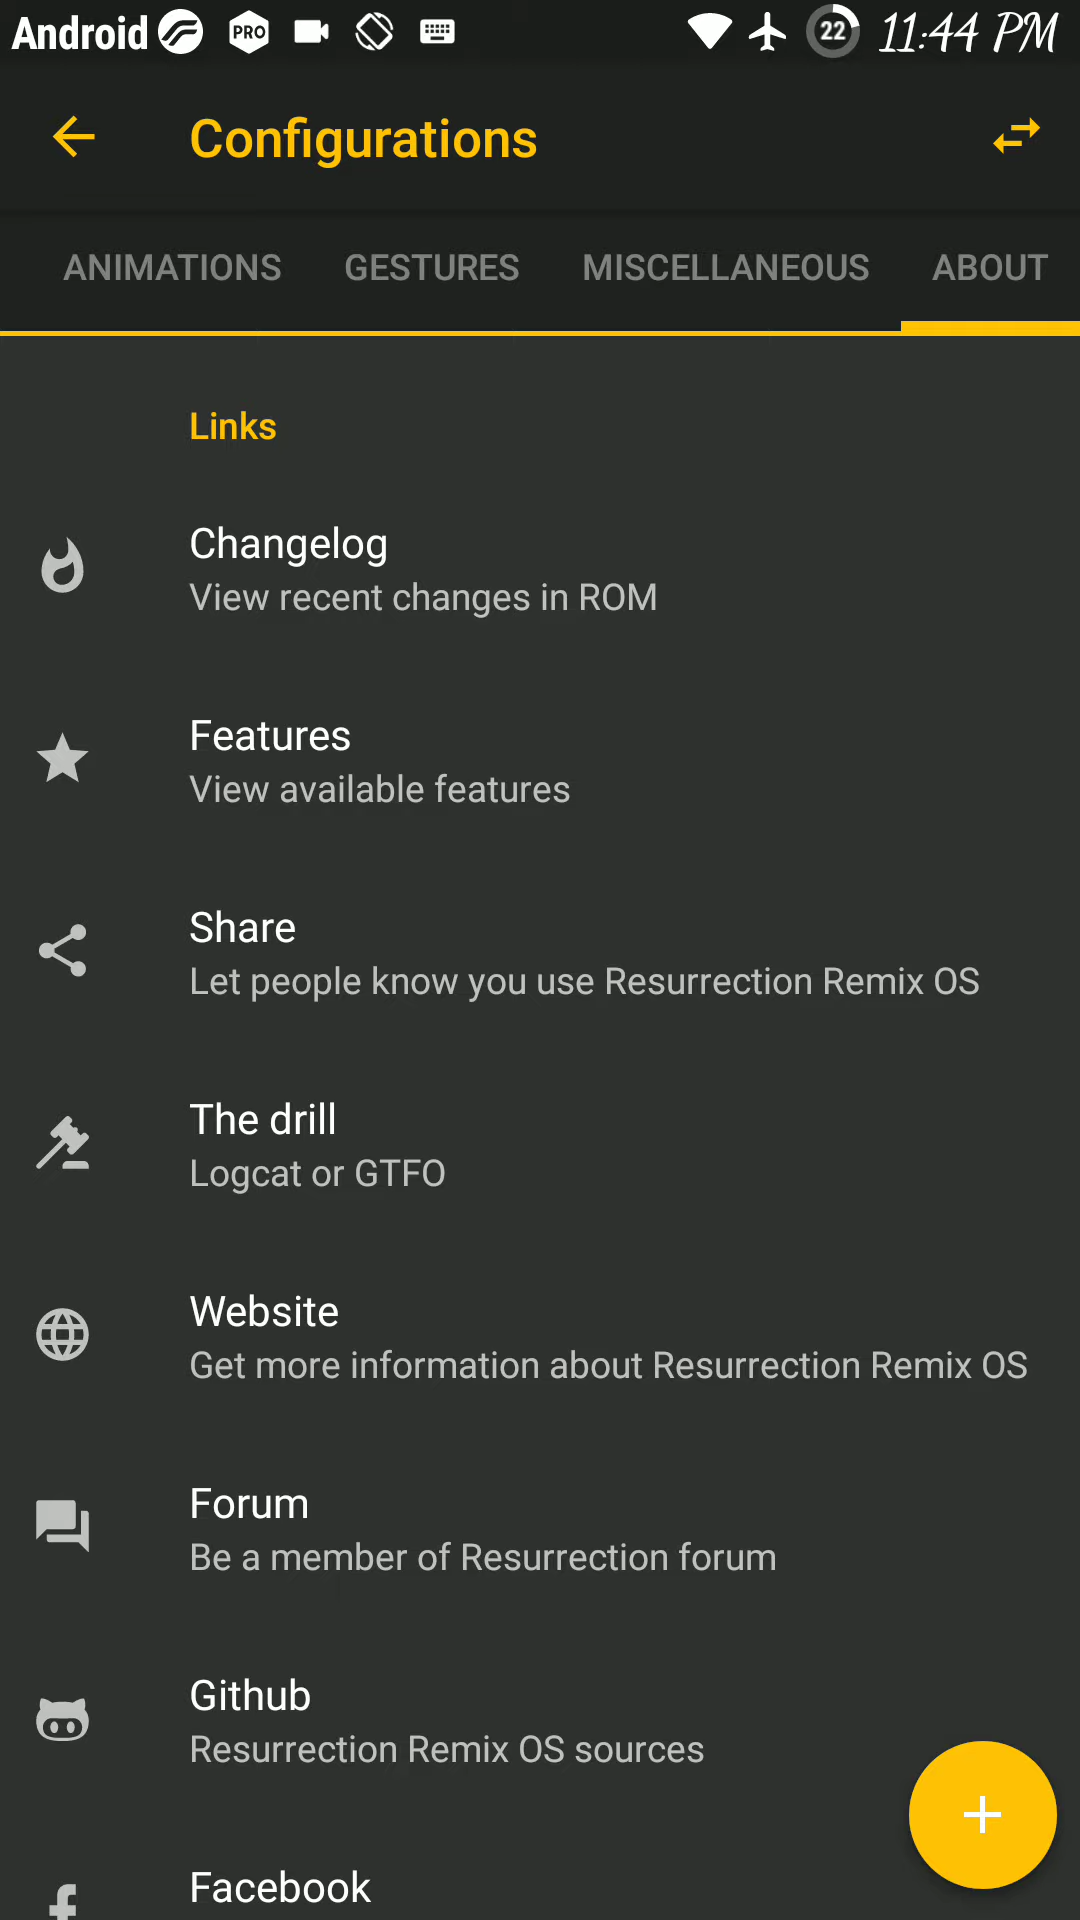 Android PRO 22 11:44 PM
Configurations
ANIMATIONS GESTURES MISCELLANEOUS ABOUT
Links
Changelog
View recent changes in ROM
Features
View available features
Share
Let people know you use Resurrection Remix OS
The drill
Logcat or GTFO
Website
Get more information about Resurrection Remix OS
Forum
Be a member of Resurrection forum
Github
Resurrection Remix OS sources
Facebook